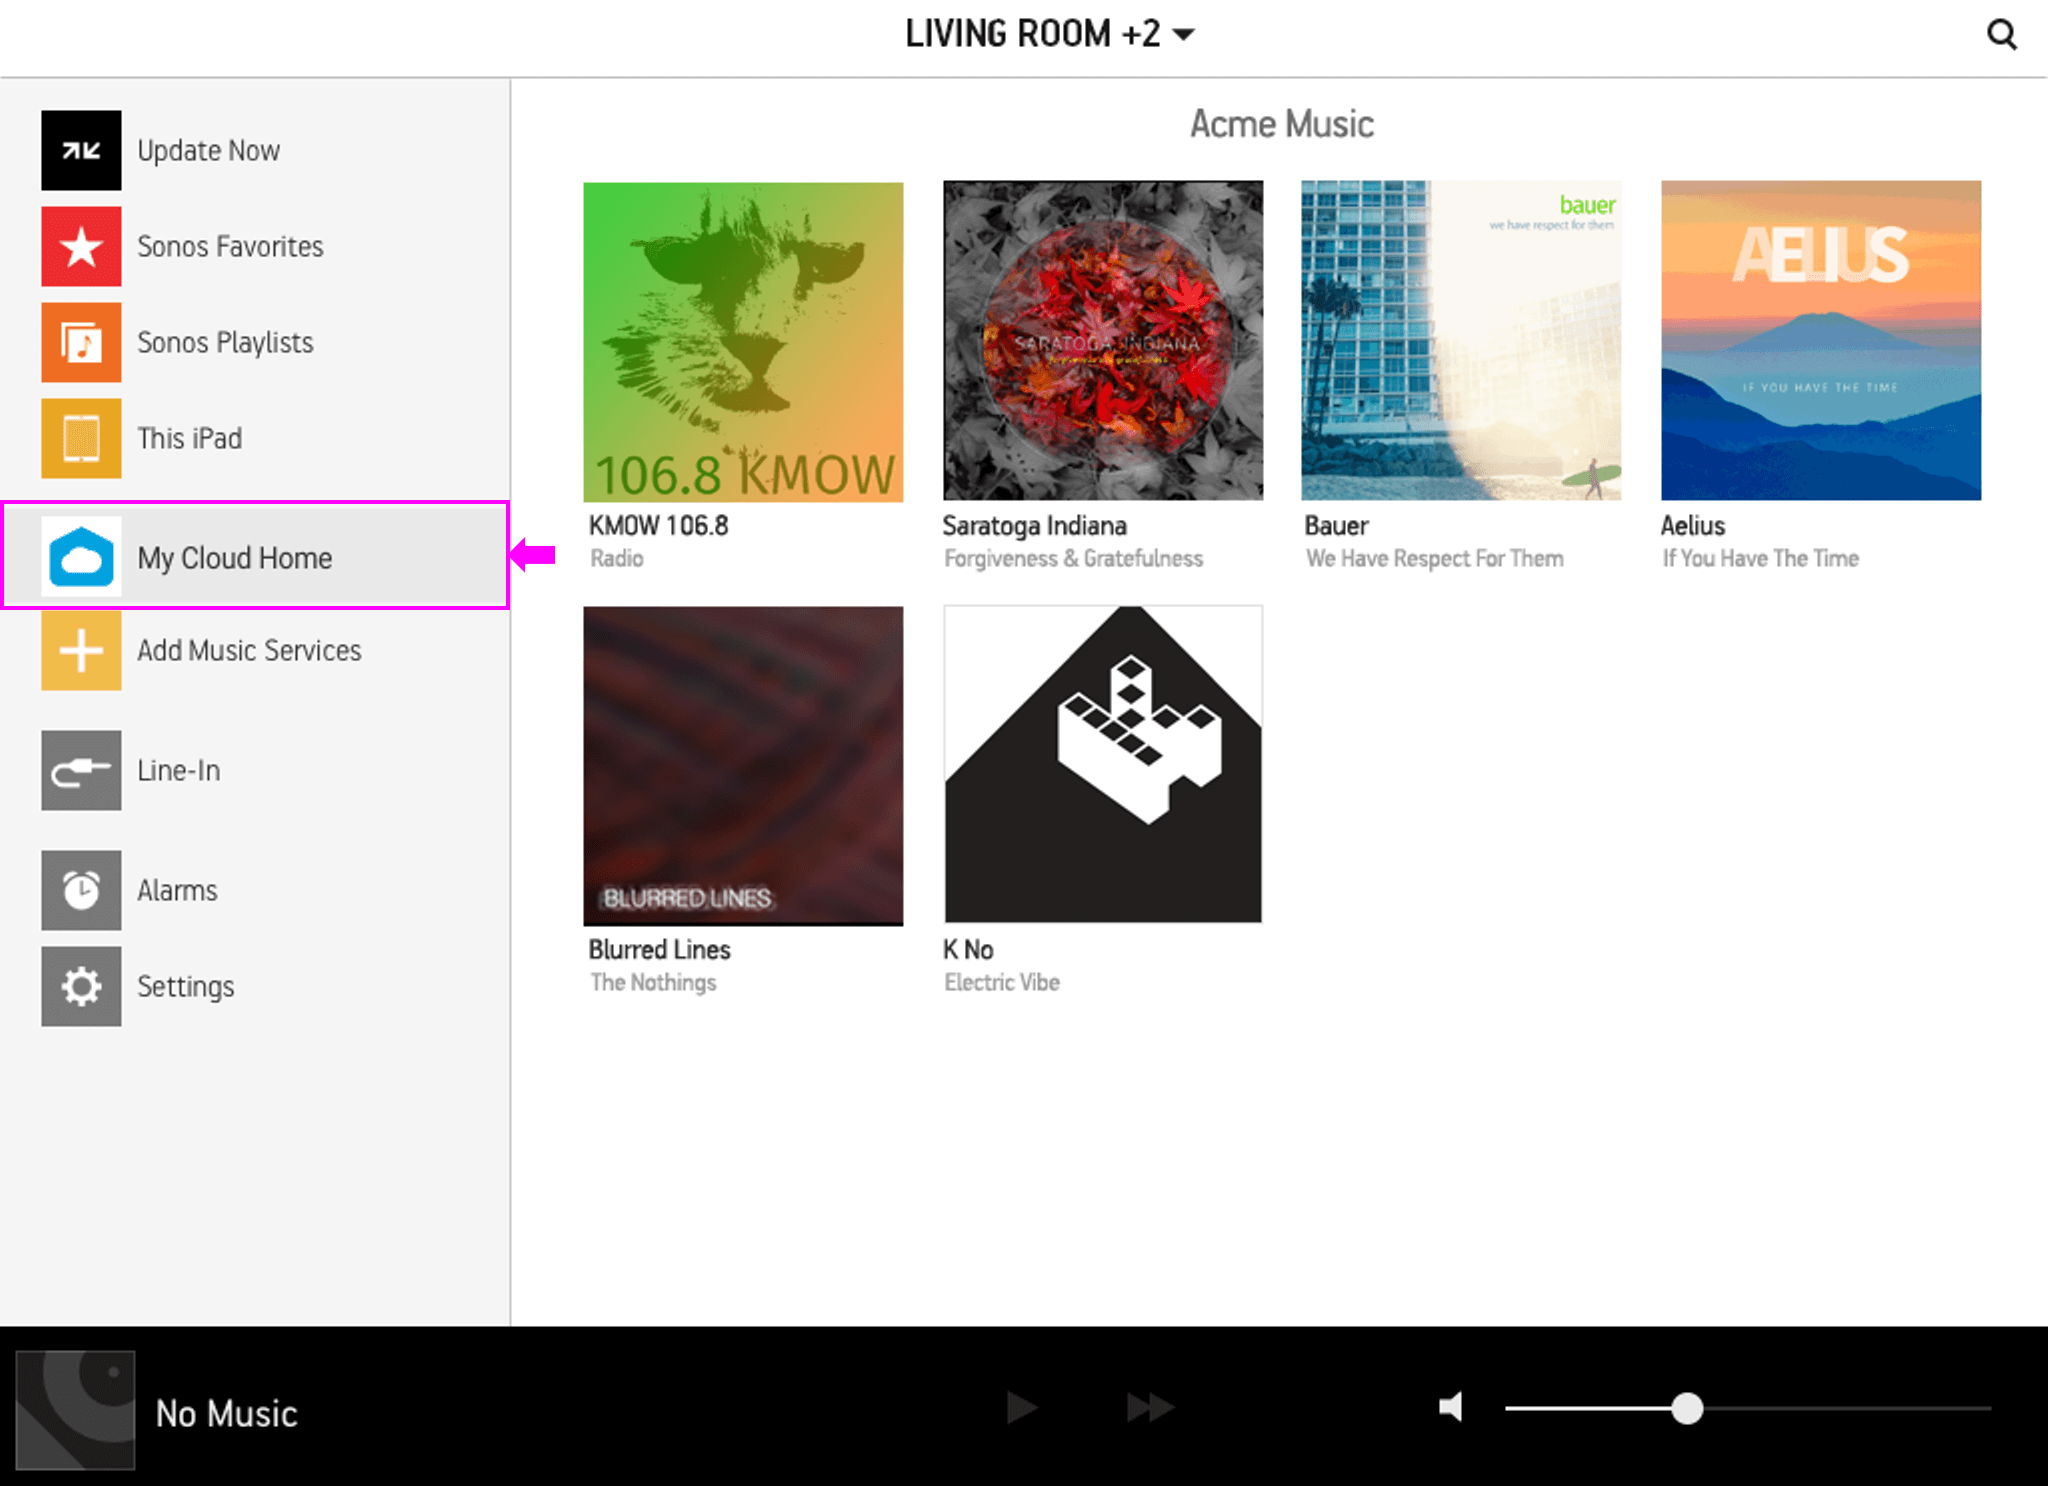 LIVING ROOM +2
Update Now
Sonos Favorites
Sonos Playlists
This iPad
My Cloud Home
Add Music Services
Line-In
Alarms
Settings
Acme Music
106.8 KMOW
KMOW 106.8
Radio
SARATOGA INDIANA
Saratoga Indiana
Forgiveness & Gratefulness
bauer
we have respect for them
Bauer
We Have Respect For Them
AELIUS
IF YOU HAVE THE TIME
Aelius
If You Have The Time
BLURRED LINES
Blurred Lines
The Nothings
K No
Electric Vibe
No Music